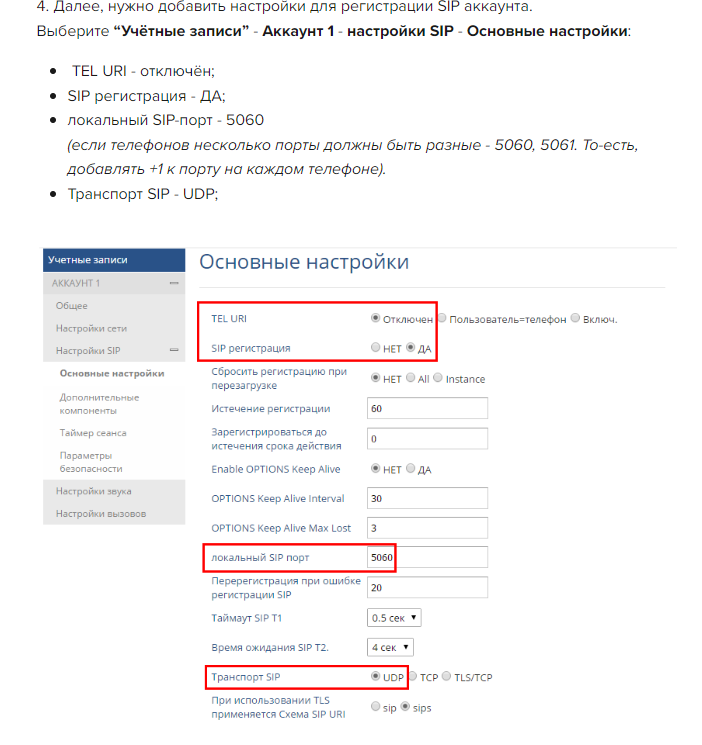 4. Далее, нужно добавить настройки для регистрации SIP аккаунта.
Выберите “Учётные записи” - Аккаунт 1 - настройки SIP - Основные настройки:
TEL URI - отключён;
SIP регистрация - ДА;
локальный SIP-порт - 5060
(если телефонов несколько порты должны быть разные - 5060, 5061. То-есть,
добавлять +1 к порту на каждом телефоне).
Транспорт SIP - UDP;
Учетные записи
АККАУНТ 1
Общее
Настройки сети
Настройки SIP
Основные настройки
Дополнительные
компоненты
Таймер сеанса
Параметры
безопасности
Настройки звука
Настройки вызовов
Основные настройки
TEL URI Отключен Пользователь=телефон Включ.
SIP регистрация НЕТ ДА
Сбросить регистрацию при
перезагрузке НЕТ All Instance
Истечение регистрации 60
Зарегистрироваться до
истечения срока действия 0
Enable OPTIONS Keep Alive НЕТ ДА
OPTIONS Keep Alive Interval 30
OPTIONS Keep Alive Max Lost 3
локальный SIP порт 5060
Перерегистрация при ошибке
регистрации SIP 20
Таймаут SIP T1 0.5 сек
Время ожидания SIP T2. 4 сек
Транспорт SIP UDP TCP TLS/TCP
При использовании TLS
применяется Схема SIP URI sip sips